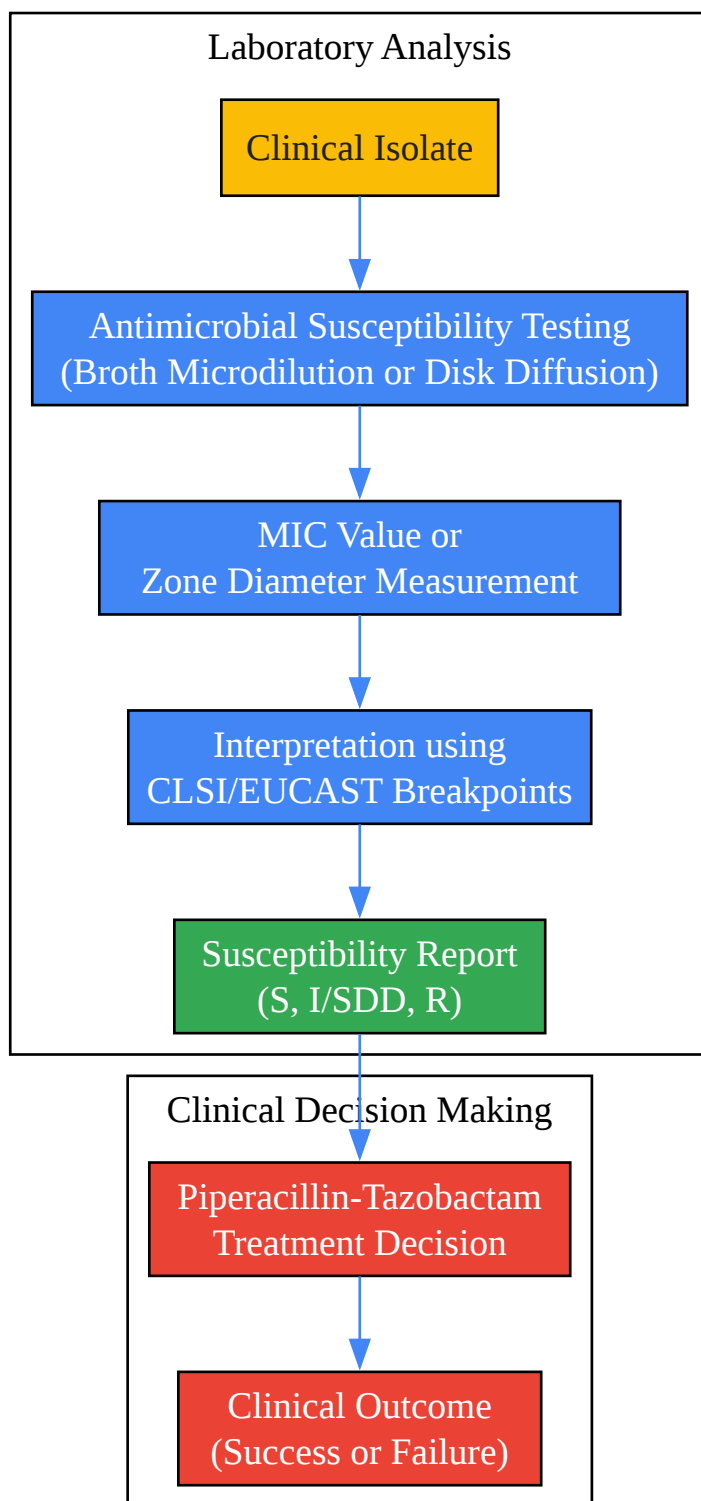 Laboratory Analysis
Clinical Isolate
Antimicrobial Susceptibility Testing
(Broth Microdilution or Disk Diffusion)
MIC Value or
Zone Diameter Measurement
Interpretation using
CLSI/EUCAST Breakpoints
Susceptibility Report
(S, I/SDD, R)
Clinical Decision Making
Piperacillin-Tazobactam
Treatment Decision
Clinical Outcome
(Success or Failure)